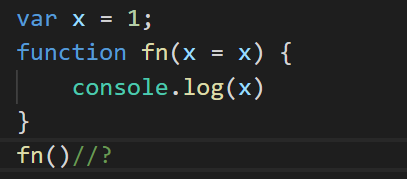 var x = 1;
function fn(x = x) {
    console.log(x)
}
fn()//?